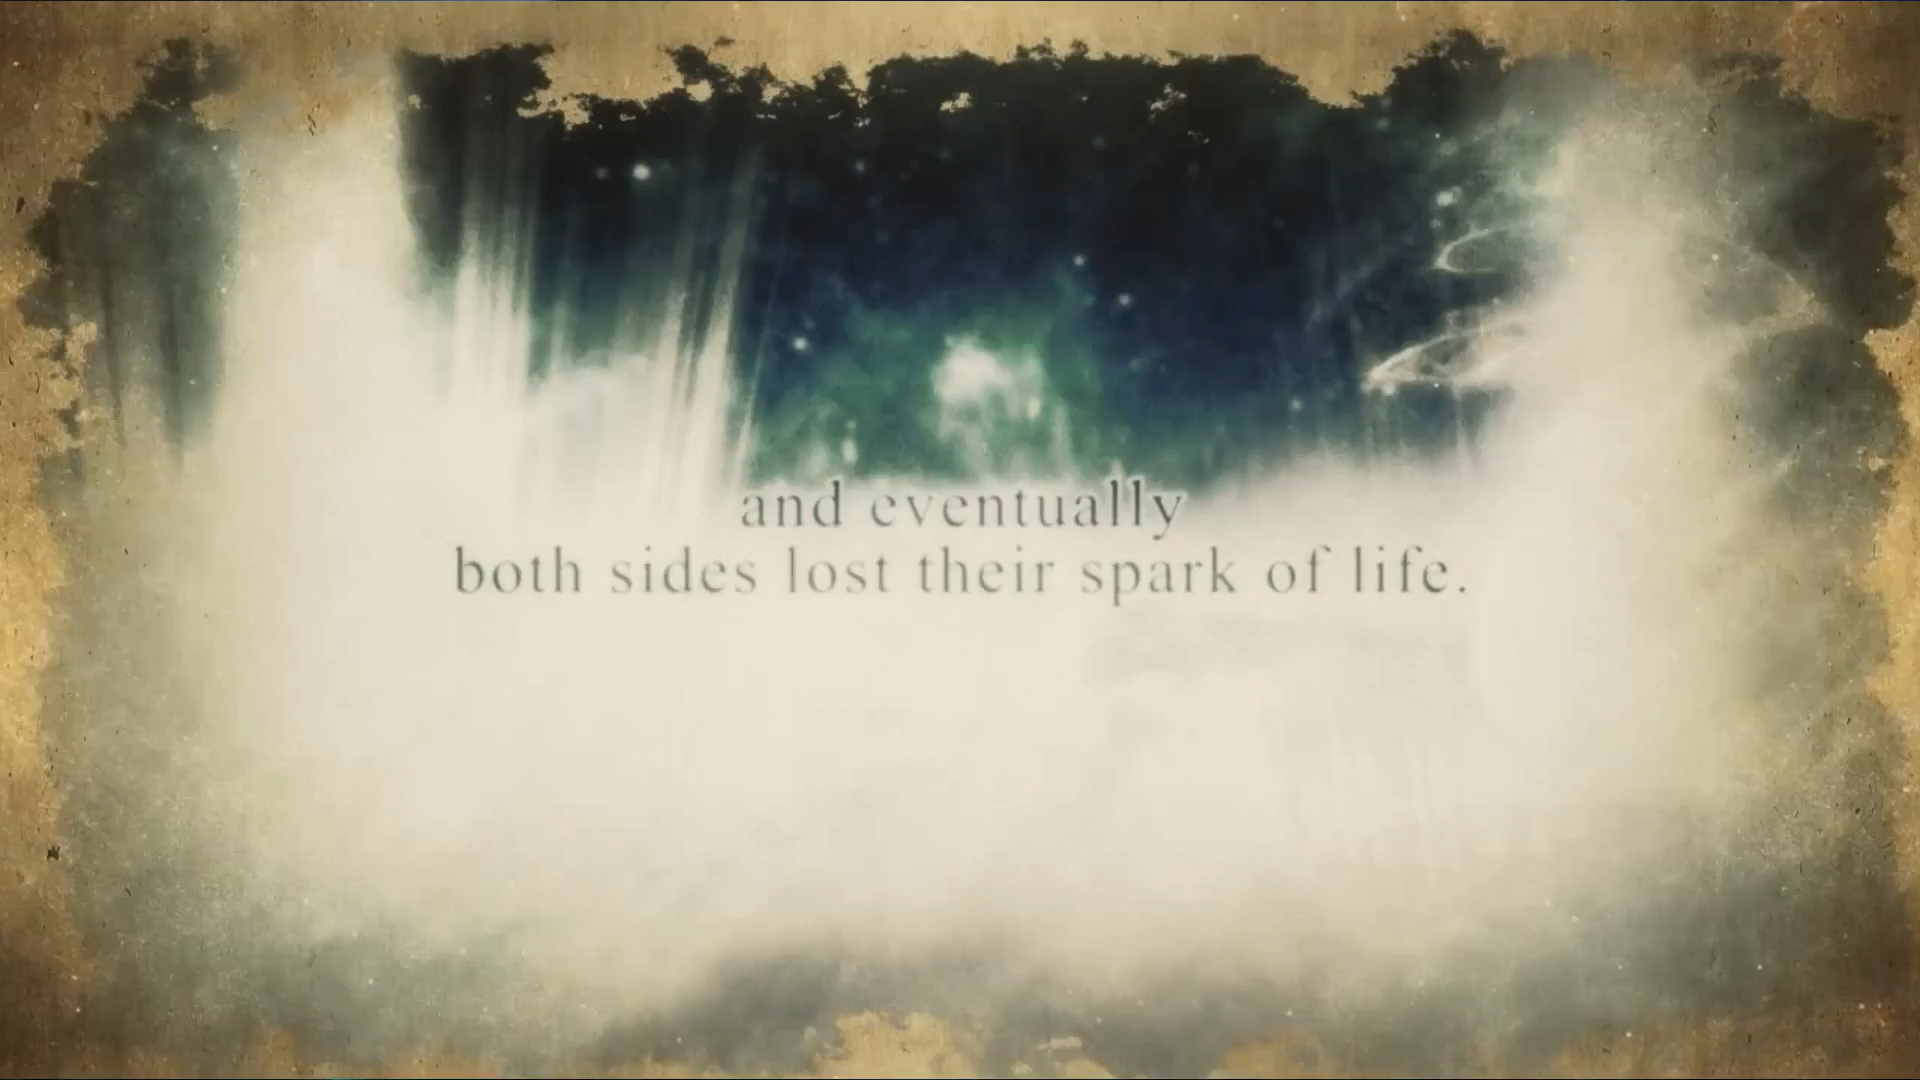 and eventually
both sides lost their spark of life.